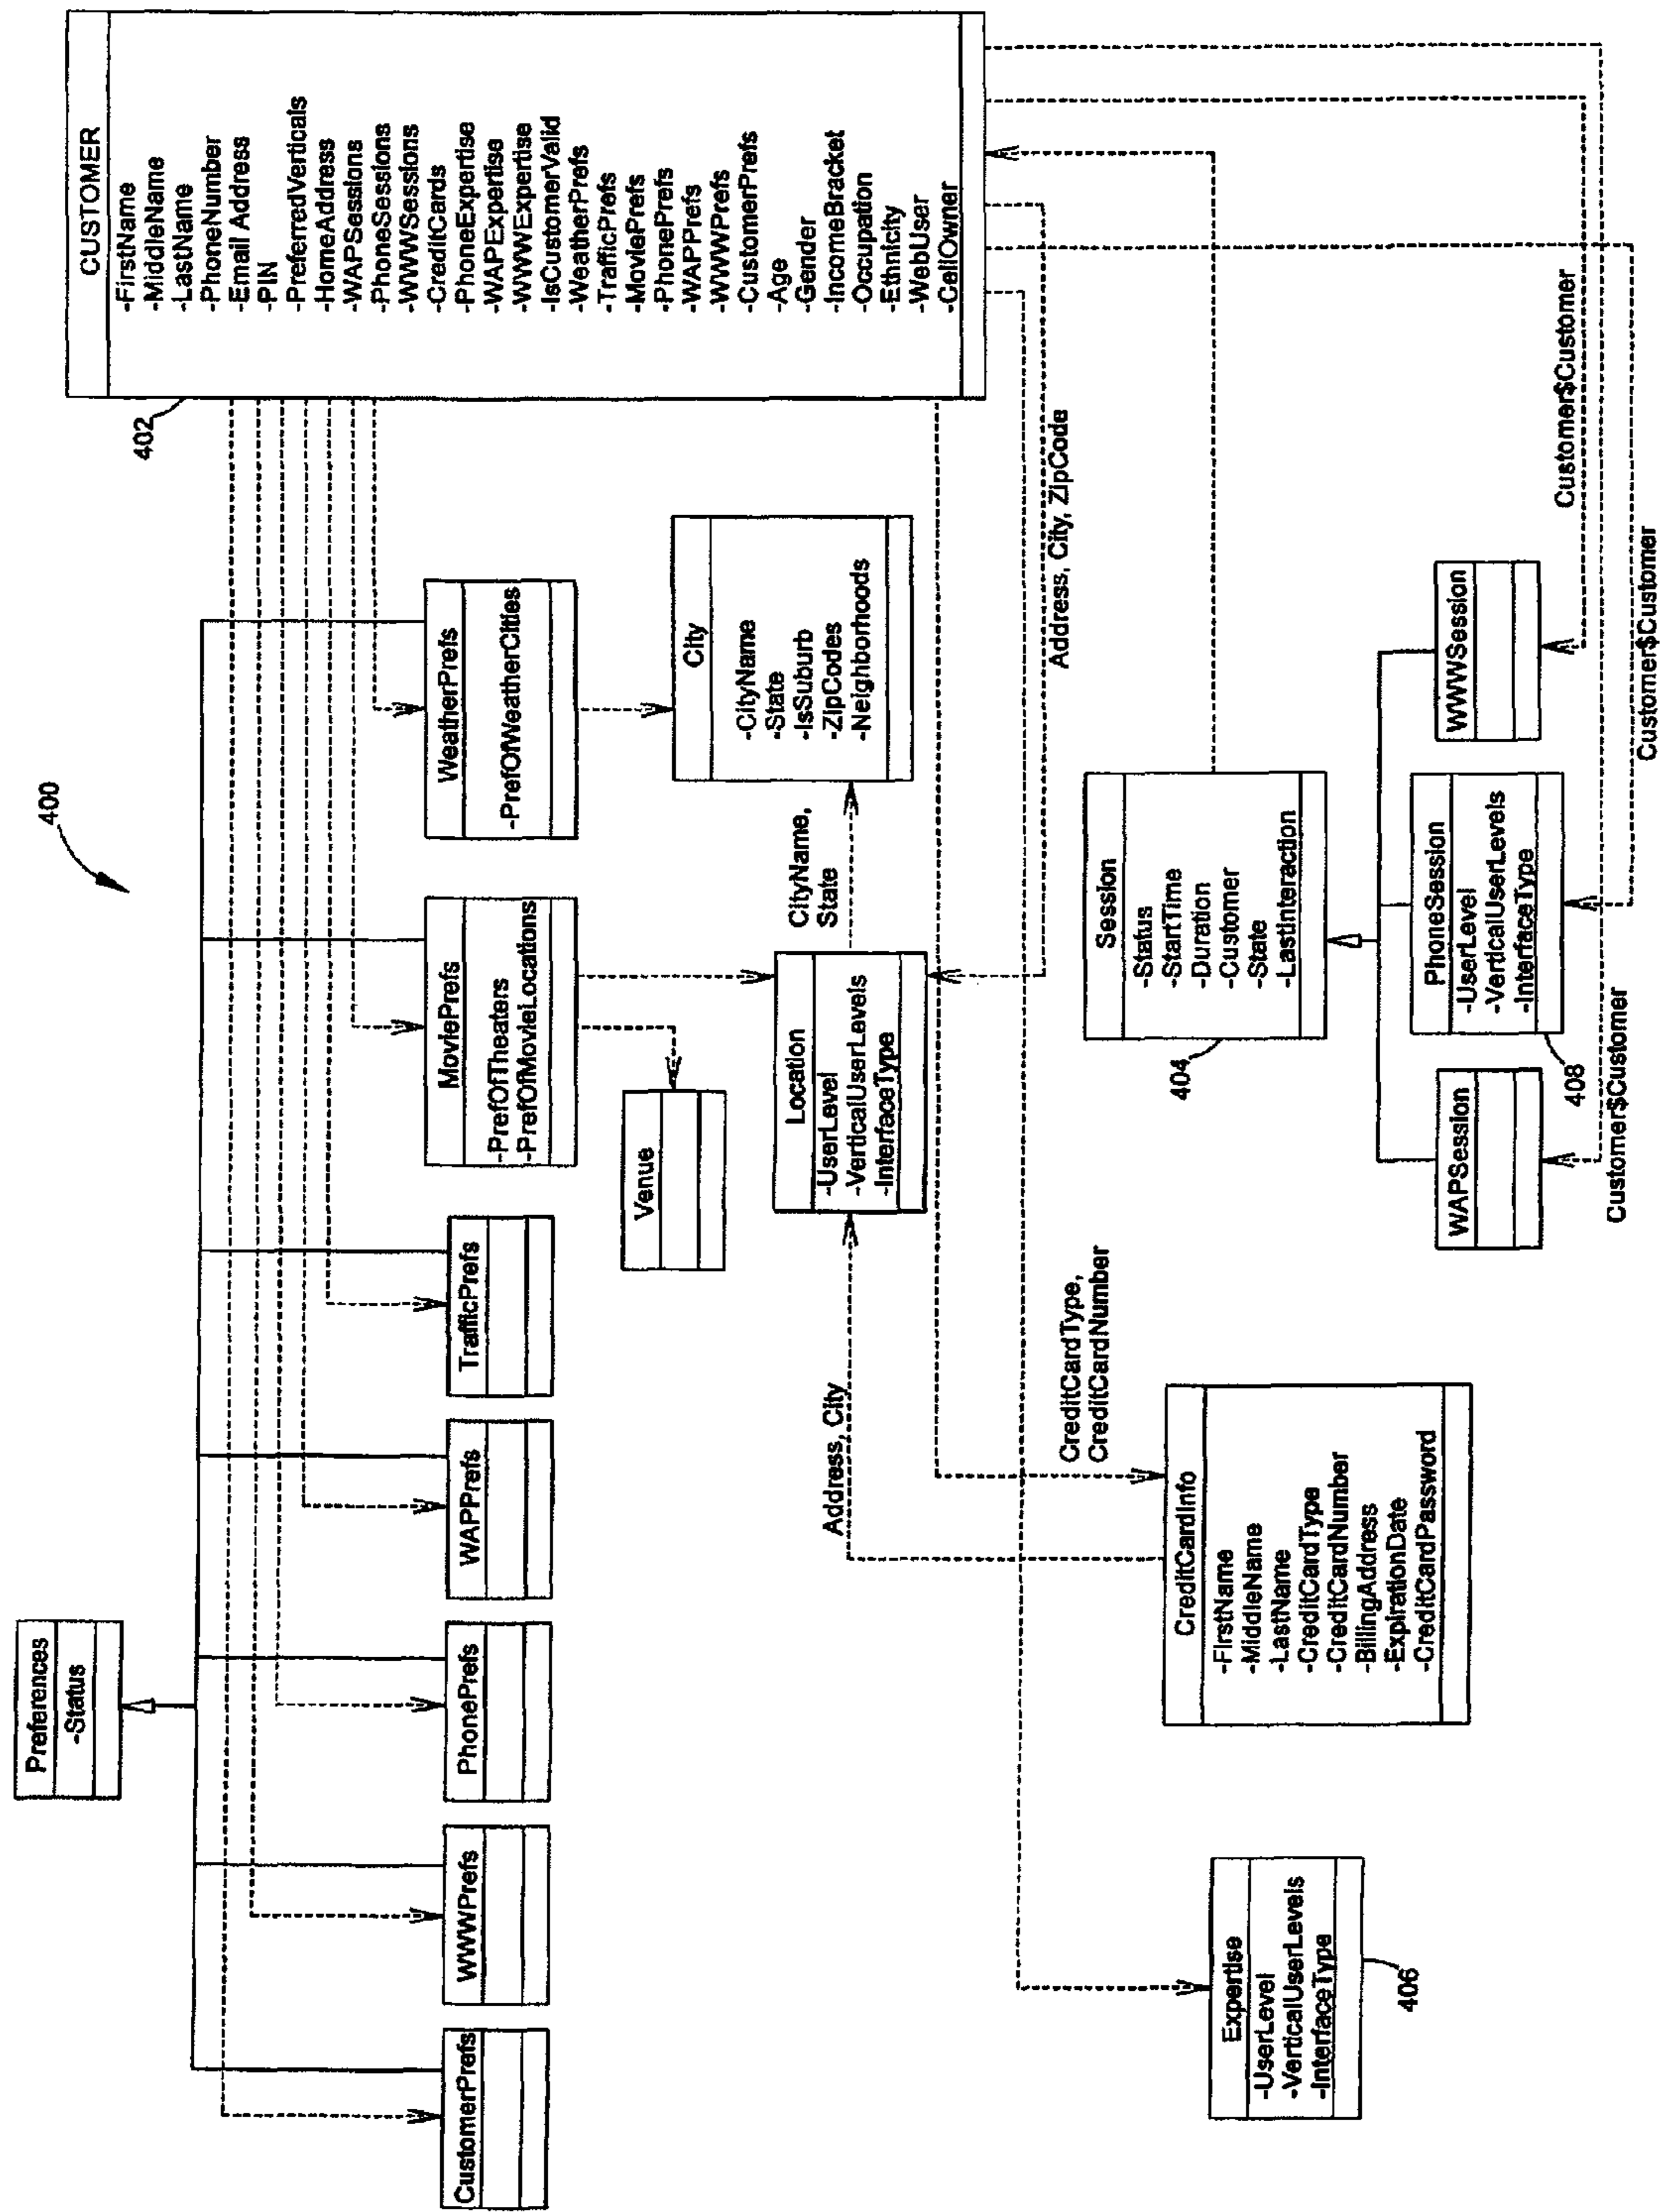 400
Preferences
-Status
CustomerPrefs
WWWPrefs
PhonePrefs
WAPPrefs
TrafficPrefs
MoviePrefs
-PrefOfTheaters
-PrefOfMovieLocations
WeatherPrefs
-PrefOfWeatherCities
402
CUSTOMER
-FirstName
-MiddleName
-LastName
-PhoneNumber
-Email Address
-PIN
-PreferredVerticals
-HomeAddress
-WAPSessions
-PhoneSessions
-WWWSessions
-CreditCards
-PhoneExpertise
-WAPExpertise
-WWWExpertise
-IsCustomerValid
-WeatherPrefs
-TrafficPrefs
-MoviePrefs
-PhonePrefs
-WAPPrefs
-WWWPrefs
-CustomerPrefs
-Age
-Gender
-IncomeBracket
-Occupation
-Ethnicity
-WebUser
-CellOwner
Venue
City
-CityName
-State
-IsSuburb
-ZipCodes
-Neighborhoods
CityName,
State
Location
-UserLevel
-VerticalUserLevels
-InterfaceType
Address, City
Address, City, ZipCode
CreditCardType,
CreditCardNumber
Expertise
-UserLevel
-VerticalUserLevels
-InterfaceType
406
CreditCardInfo
-FirstName
-MiddleName
-LastName
-CreditCardType
-CreditCardNumber
-BillingAddress
-ExpirationDate
-CreditCardPassword
Session
-Status
-StartTime
-Duration
-Customer
-State
-LastInteraction
404
WAPSession
PhoneSession
-UserLevel
-VerticalUserLevels
-InterfaceType
408
WWWSession
Customer$Customer
Customer$Customer
Customer$Customer